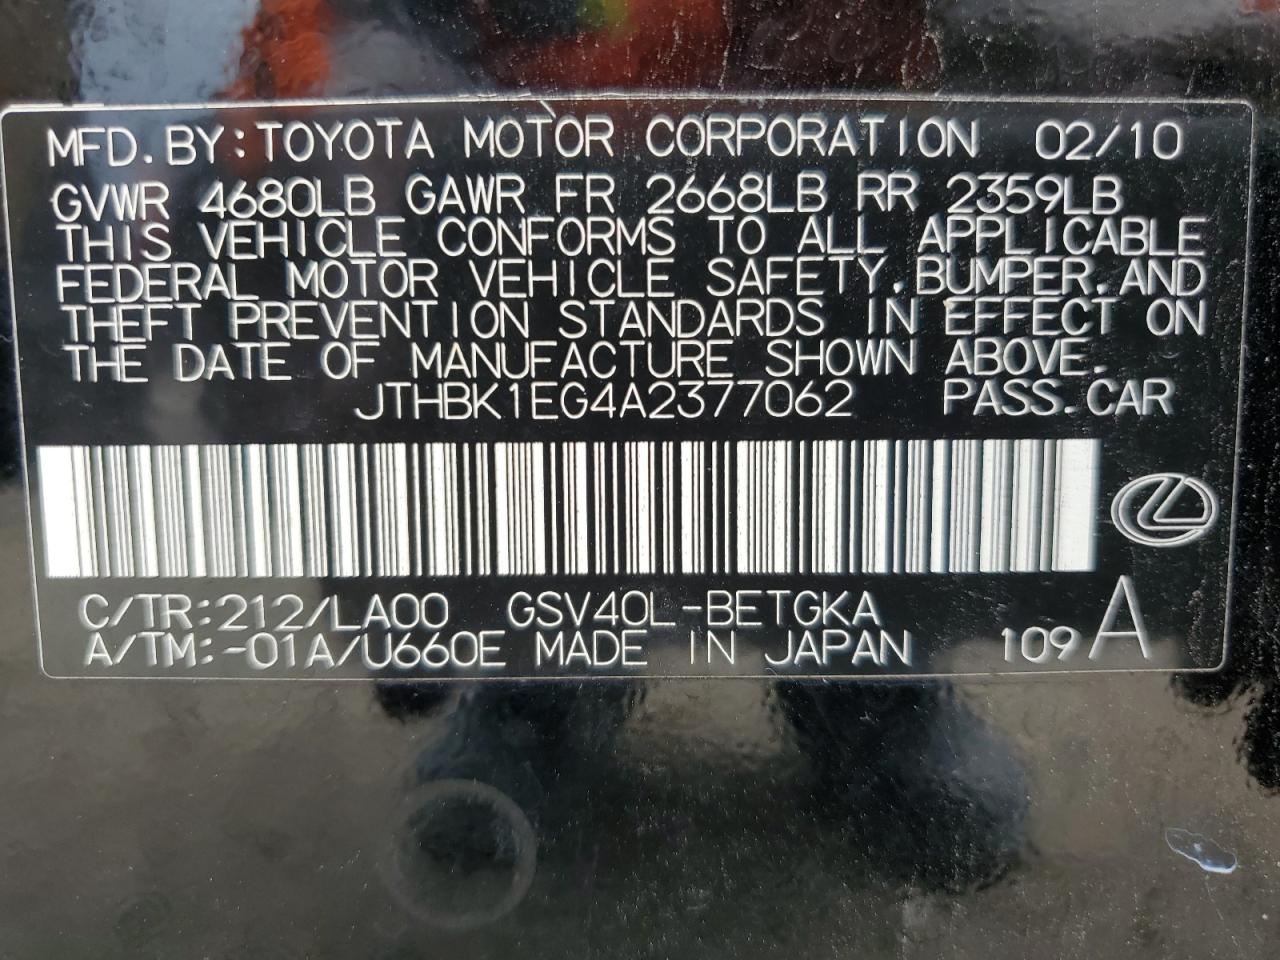 MFD. BY: TOYOTA MOTOR CORPORATION 02/10
GVWR 4680LB GAWR FR 2668LB RR 2359LB
THIS VEHICLE CONFORMS TO ALL APPLICABLE
FEDERAL MOTOR VEHICLE SAFETY, BUMPER, AND
THEFT PREVENTION STANDARDS IN EFFECT ON
THE DATE OF MANUFACTURE SHOWN ABOVE.
JTHBK1EG4A2377062 PASS. CAR
C/TR:212/LA00 GSV40L-BETGKA
A/TM:-01A/U660E MADE IN JAPAN 109 A